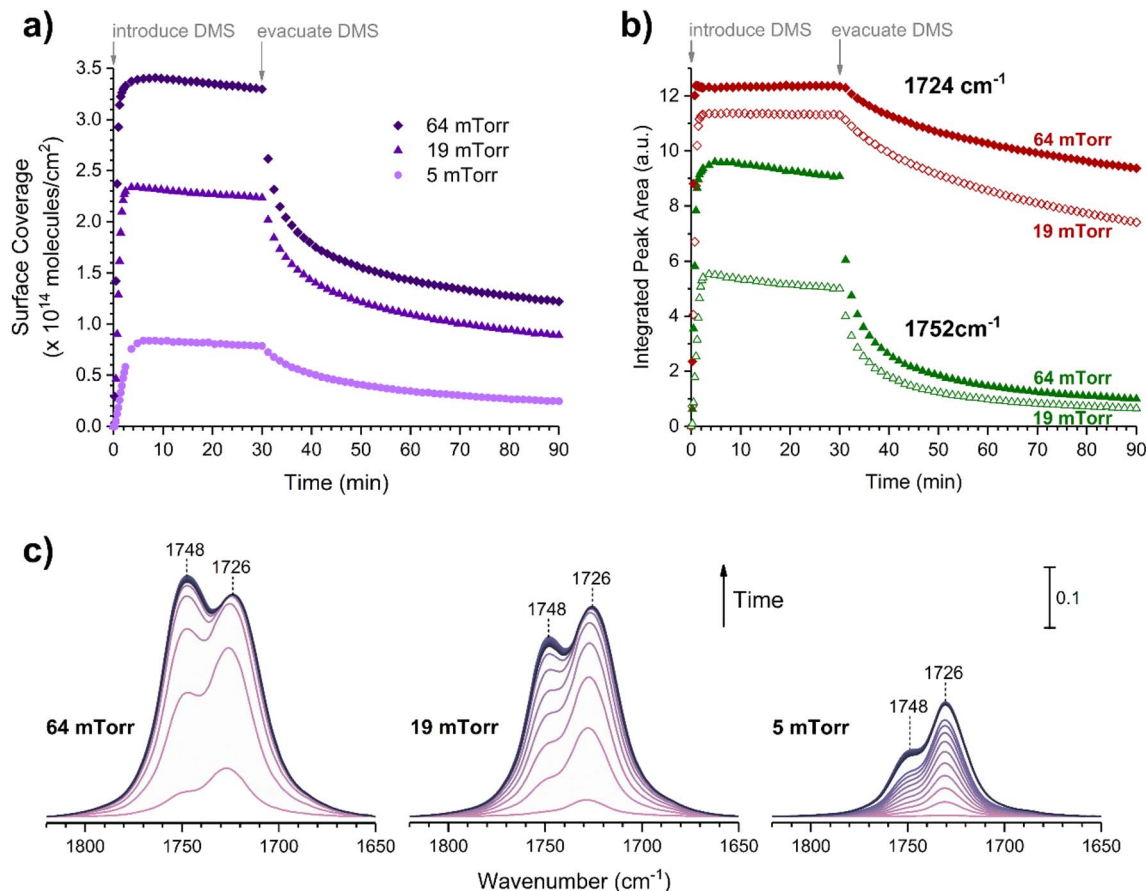 a)
introduce DMS
evacuate DMS
3.5
3.0
2.5
2.0
1.5
1.0
0.5
0.0
64 mTorr
19 mTorr
5 mTorr
Surface Coverage
(x 10¹⁴ molecules/cm²)
0 10 20 30 40 50 60 70 80 90
Time (min)
b)
introduce DMS
evacuate DMS
12
10
8
6
4
2
0
1724 cm⁻¹
64 mTorr
19 mTorr
1752cm⁻¹
64 mTorr
19 mTorr
Integrated Peak Area (a.u.)
0 10 20 30 40 50 60 70 80 90
Time (min)
c)
1748 1726
64 mTorr
1800 1750 1700 1650
1748 1726
19 mTorr
1800 1750 1700 1650
Time
1748 1726
5 mTorr
0.1
1800 1750 1700 1650
Wavenumber (cm⁻¹)